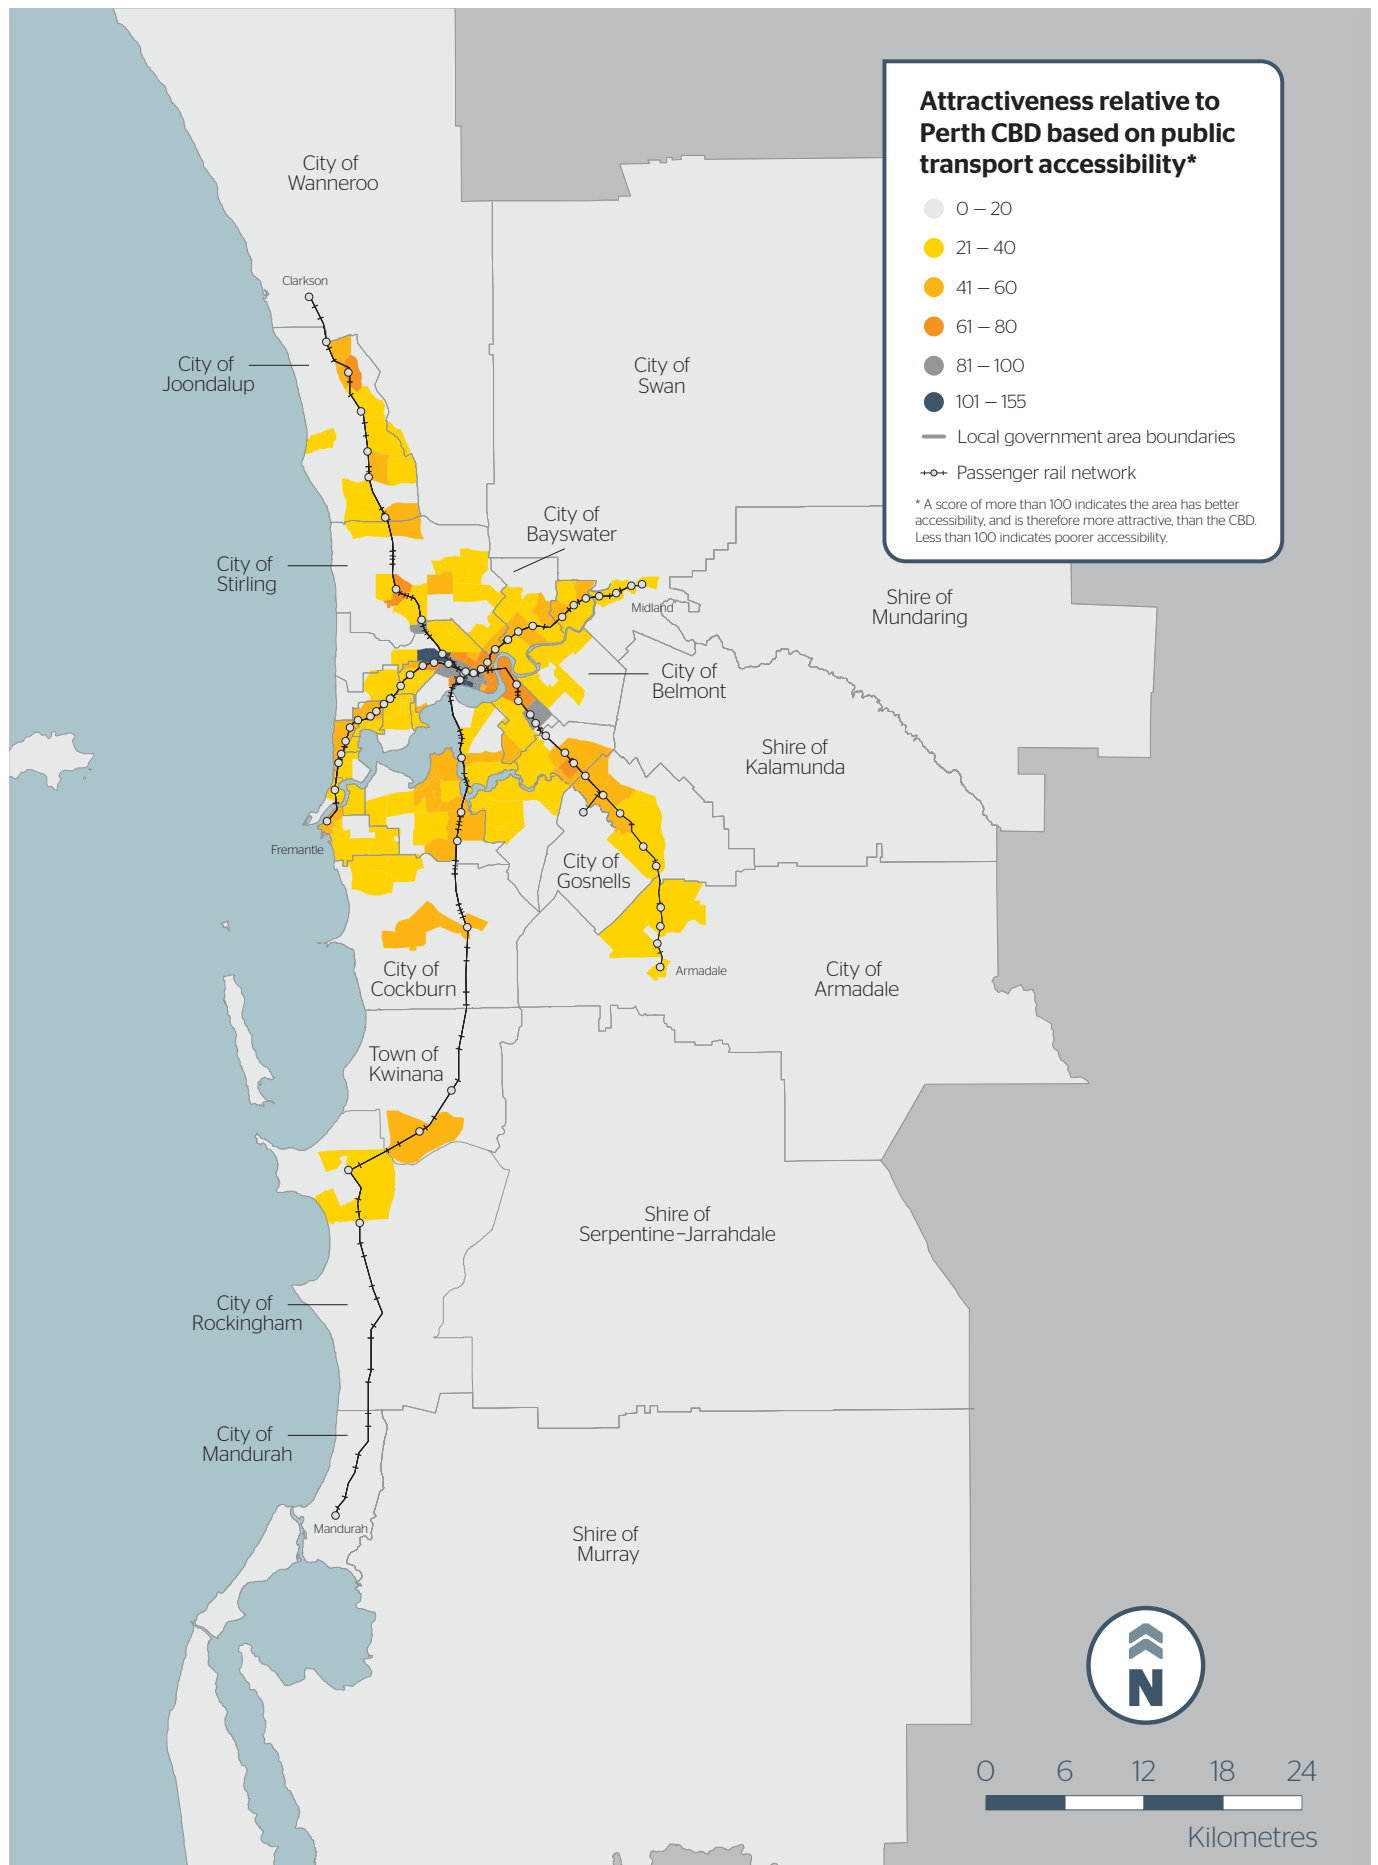 Attractiveness relative to
Perth CBD based on public
transport accessibility*
0 – 20
21 – 40
41 – 60
61 – 80
81 – 100
101 – 155
Local government area boundaries
Passenger rail network
* A score of more than 100 indicates the area has better
accessibility, and is therefore more attractive, than the CBD.
Less than 100 indicates poorer accessibility.
City of
Wanneroo
Clarkson
City of
Joondalup
City of
Swan
City of
Bayswater
City of
Stirling
Midland
Shire of
Mundaring
City of
Belmont
Shire of
Kalamunda
Fremantle
City of
Gosnells
City of
Cockburn
Armadale
City of
Armadale
Town of
Kwinana
Shire of
Serpentine–Jarrahdale
City of
Rockingham
City of
Mandurah
Mandurah
Shire of
Murray
N
0 6 12 18 24
Kilometres